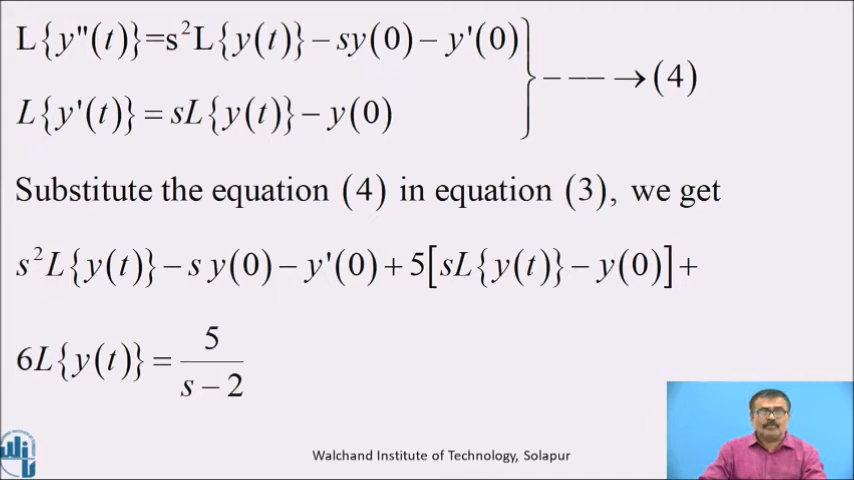 L{y"(t)}=s²L{y(t)}−sy(0)−y'(0)
L{y'(t)}=sL{y(t)}−y(0)
} − −− →(4)
Substitute the equation (4) in equation (3), we get
s²L{y(t)}−s y(0)−y'(0)+5[sL{y(t)}−y(0)]+
6L{y(t)}=5/(s−2)
Walchand Institute of Technology, Solapur